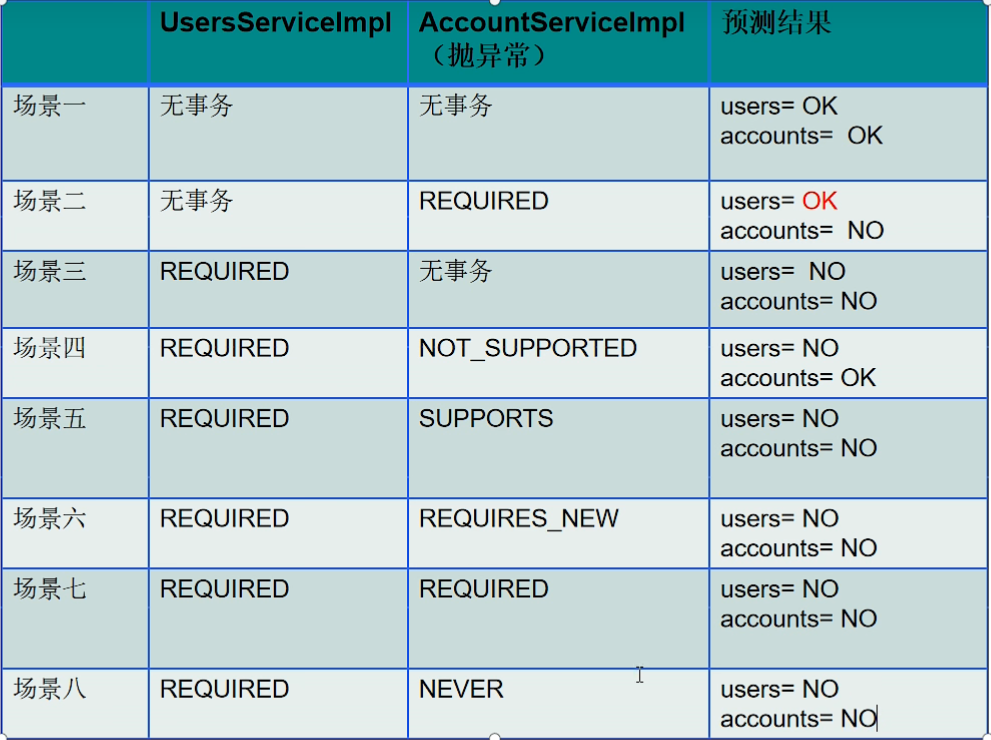 UsersServiceImpl AccountServiceImpl 预测结果
（抛异常）
场景一 无事务 无事务 users= OK
accounts= OK
场景二 无事务 REQUIRED users= OK
accounts= NO
场景三 REQUIRED 无事务 users= NO
accounts= NO
场景四 REQUIRED NOT_SUPPORTED users= NO
accounts= OK
场景五 REQUIRED SUPPORTS users= NO
accounts= NO
场景六 REQUIRED REQUIRES_NEW users= NO
accounts= NO
场景七 REQUIRED REQUIRED users= NO
accounts= NO
场景八 REQUIRED NEVER users= NO
accounts= NO